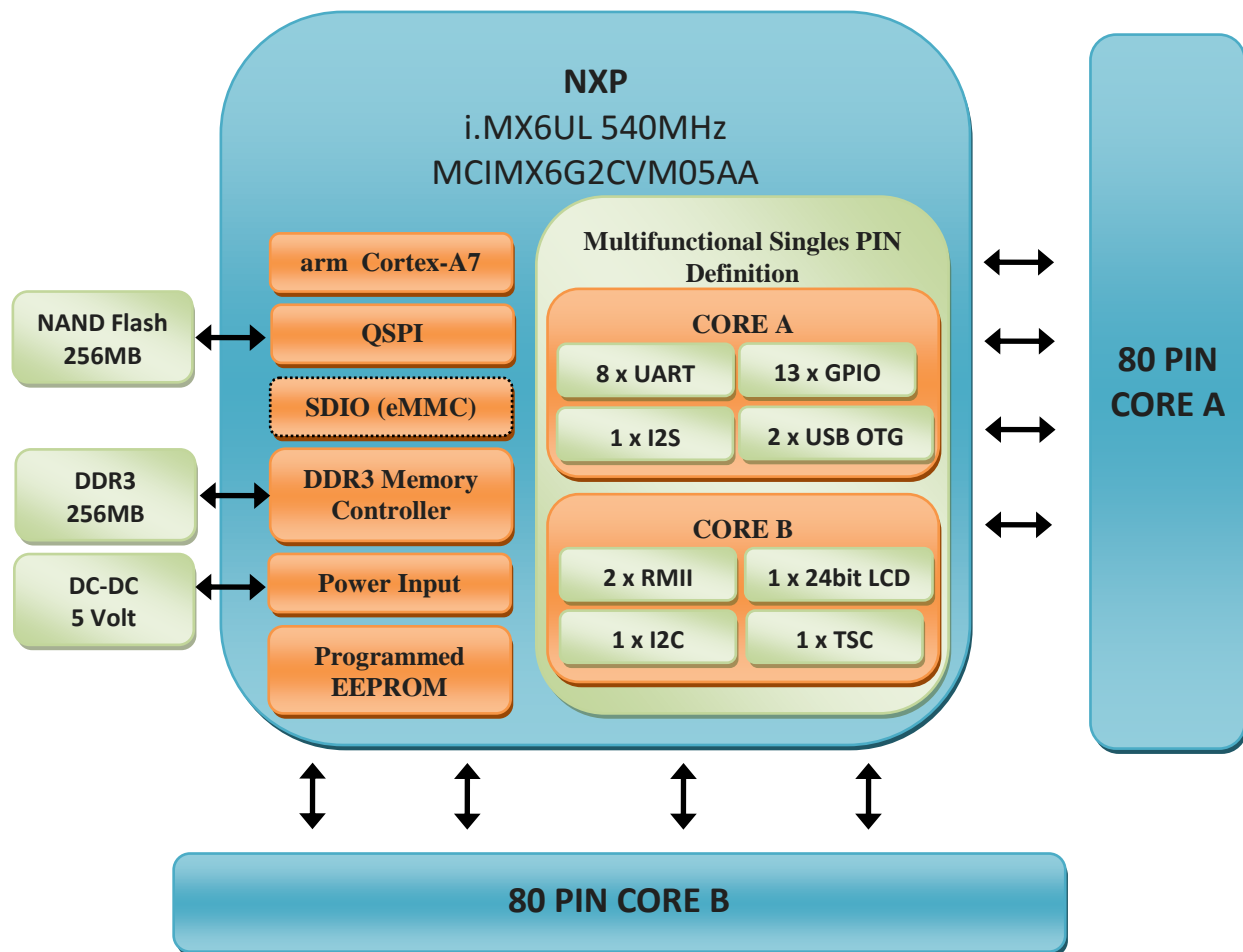 NXP
i.MX6UL 540MHz
MCIMX6G2CVM05AA
arm Cortex-A7
QSPI
SDIO (eMMC)
DDR3 Memory
Controller
Power Input
Programmed
EEPROM
NAND Flash
256MB
DDR3
256MB
DC-DC
5 Volt
Multifunctional Singles PIN
Definition
CORE A
8 x UART
13 x GPIO
1 x I2S
2 x USB OTG
CORE B
2 x RMII
1 x 24bit LCD
1 x I2C
1 x TSC
80 PIN
CORE A
80 PIN CORE B